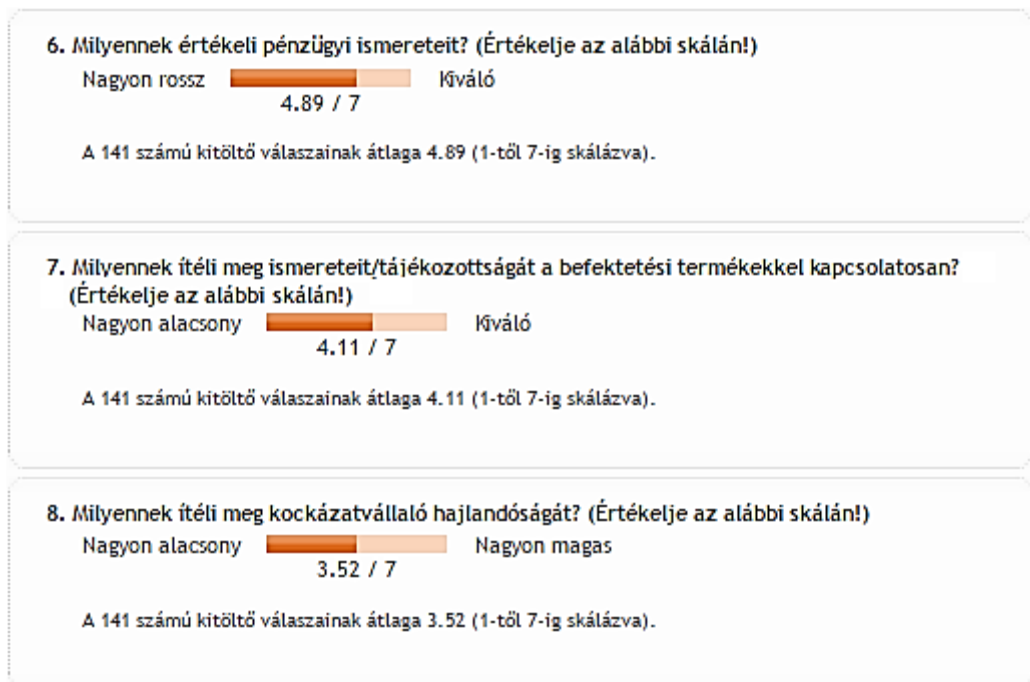 6. Milyennek értékeli pénzügyi ismereteit? (Értékelje az alábbi skálán!)
Nagyon rossz Kiváló
4.89 / 7
A 141 számú kitöltő válaszainak átlaga 4.89 (1-től 7-ig skálázva).
7. Milyennek ítéli meg ismereteit/tájékozottságát a befektetési termékekkel kapcsolatosan?
(Értékelje az alábbi skálán!)
Nagyon alacsony Kiváló
4.11 / 7
A 141 számú kitöltő válaszainak átlaga 4.11 (1-től 7-ig skálázva).
8. Milyennek ítéli meg kockázatvállaló hajlandóságát? (Értékelje az alábbi skálán!)
Nagyon alacsony Nagyon magas
3.52 / 7
A 141 számú kitöltő válaszainak átlaga 3.52 (1-től 7-ig skálázva).